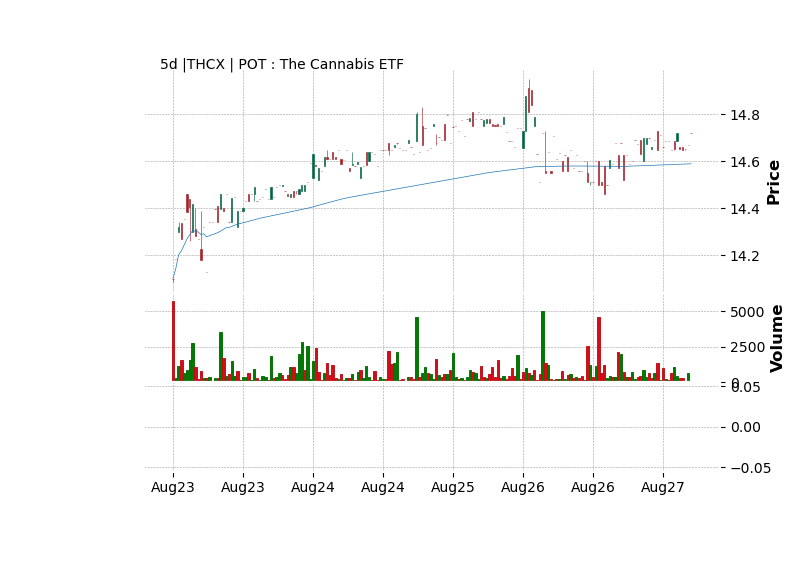 5d |THCX | POT : The Cannabis ETF
14.8
14.6
14.4
14.2
Price
5000
2500
0
Volume
0.05
0.00
−0.05
Aug23 Aug23 Aug24 Aug24 Aug25 Aug26 Aug26 Aug27